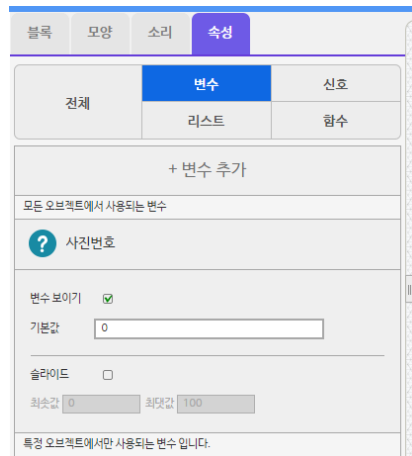 블록 모양 소리 속성
전체 변수 신호
리스트 함수
+ 변수 추가
모든 오브젝트에서 사용되는 변수
? 사진번호
변수 보이기
기본값 0
슬라이드
최솟값 0 최댓값 100
특정 오브젝트에서만 사용되는 변수 입니다.